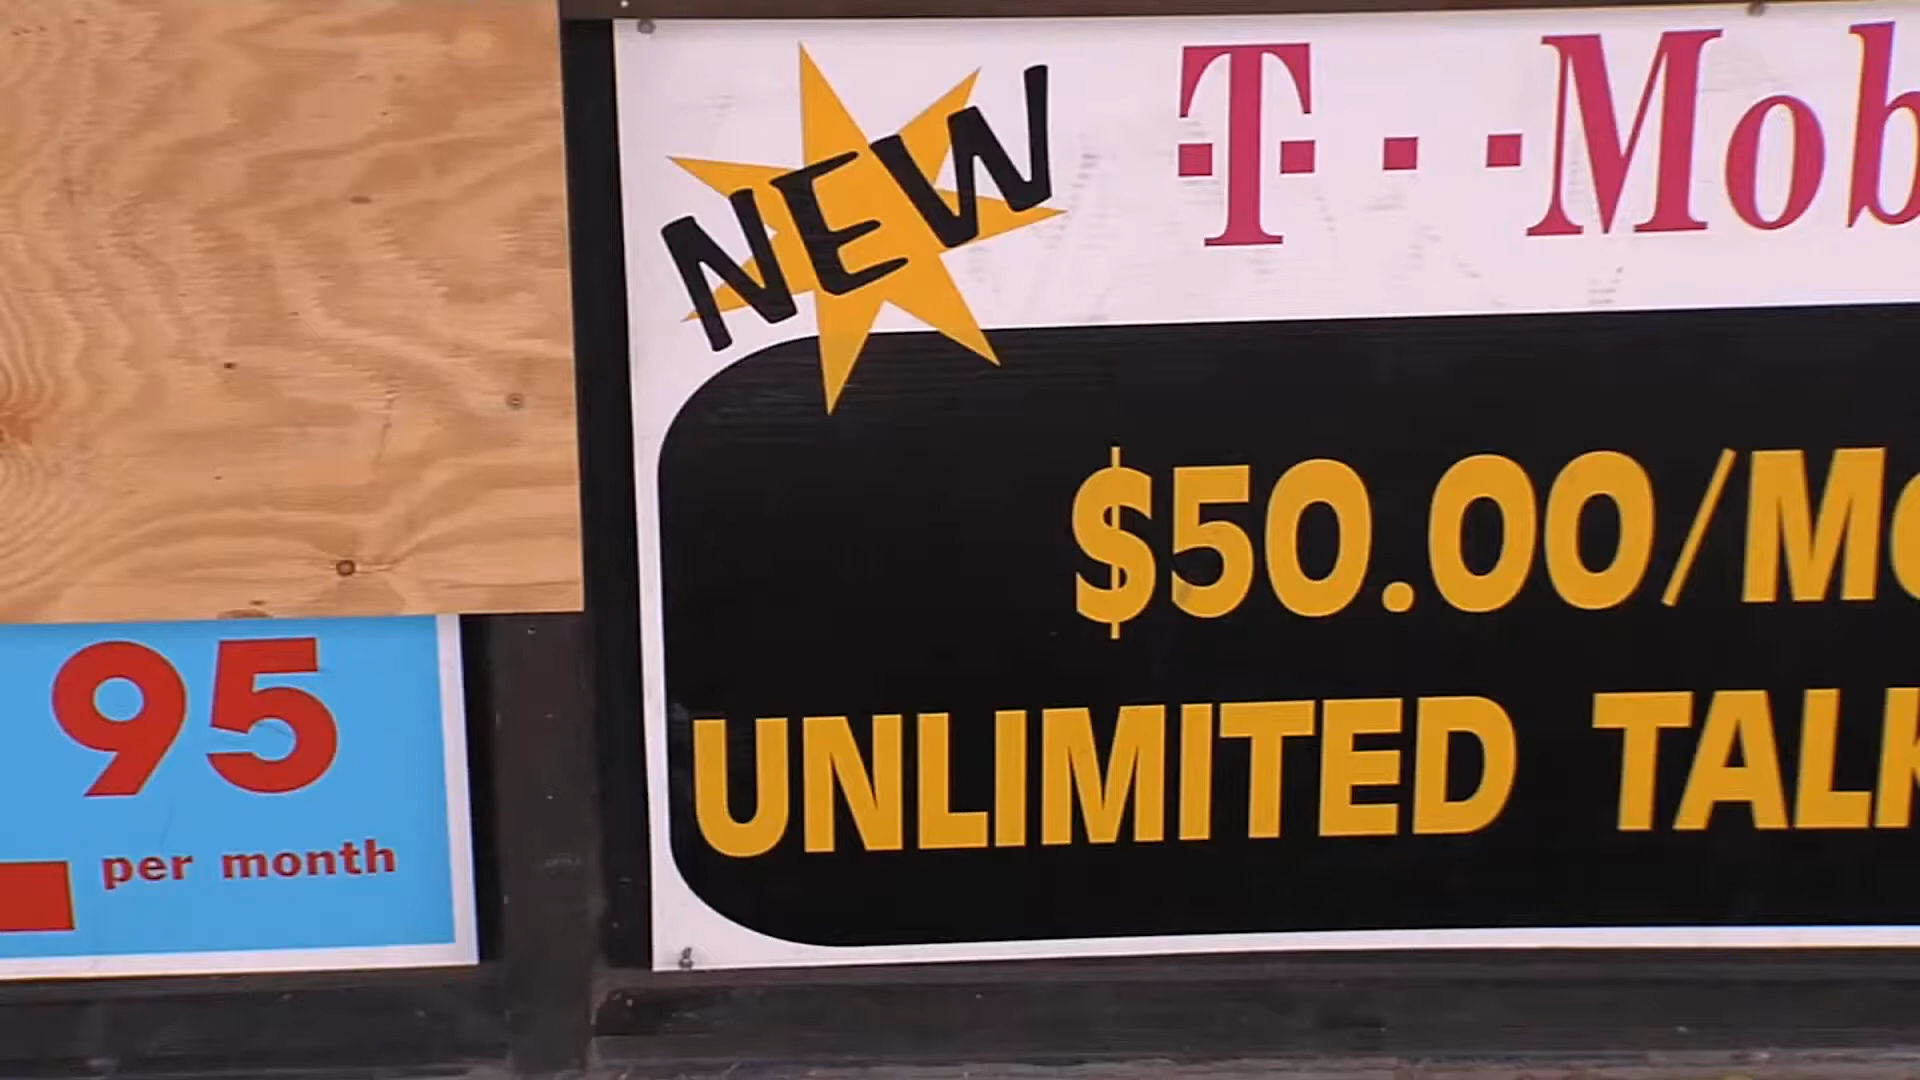 NEW
T··Mob
$50.00/M
UNLIMITED TALK
95
per month